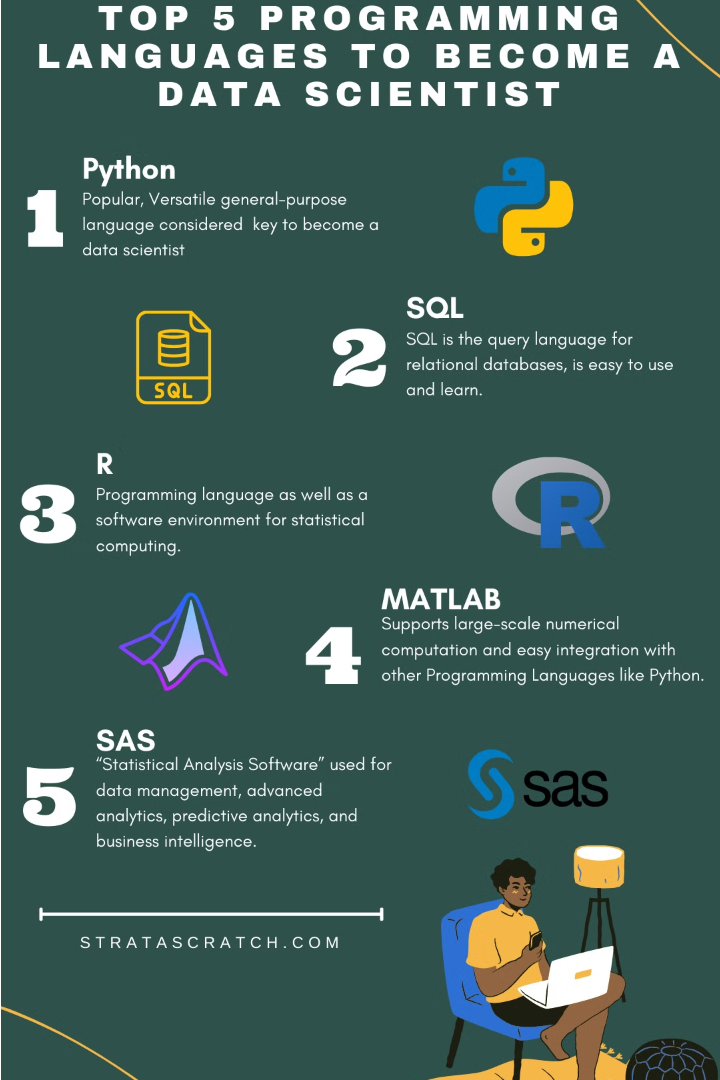 TOP 5 PROGRAMMING
LANGUAGES TO BECOME A
DATA SCIENTIST
1
Python
Popular, Versatile general-purpose
language considered  key to become a
data scientist
SQL
2
SQL
SQL is the query language for
relational databases, is easy to use
and learn.
3
R
Programming language as well as a
software environment for statistical
computing.
R
4
MATLAB
Supports large-scale numerical
computation and easy integration with
other Programming Languages like Python.
5
SAS
“Statistical Analysis Software” used for
data management, advanced
analytics, predictive analytics, and
business intelligence.
sas
STRATASCRATCH.COM